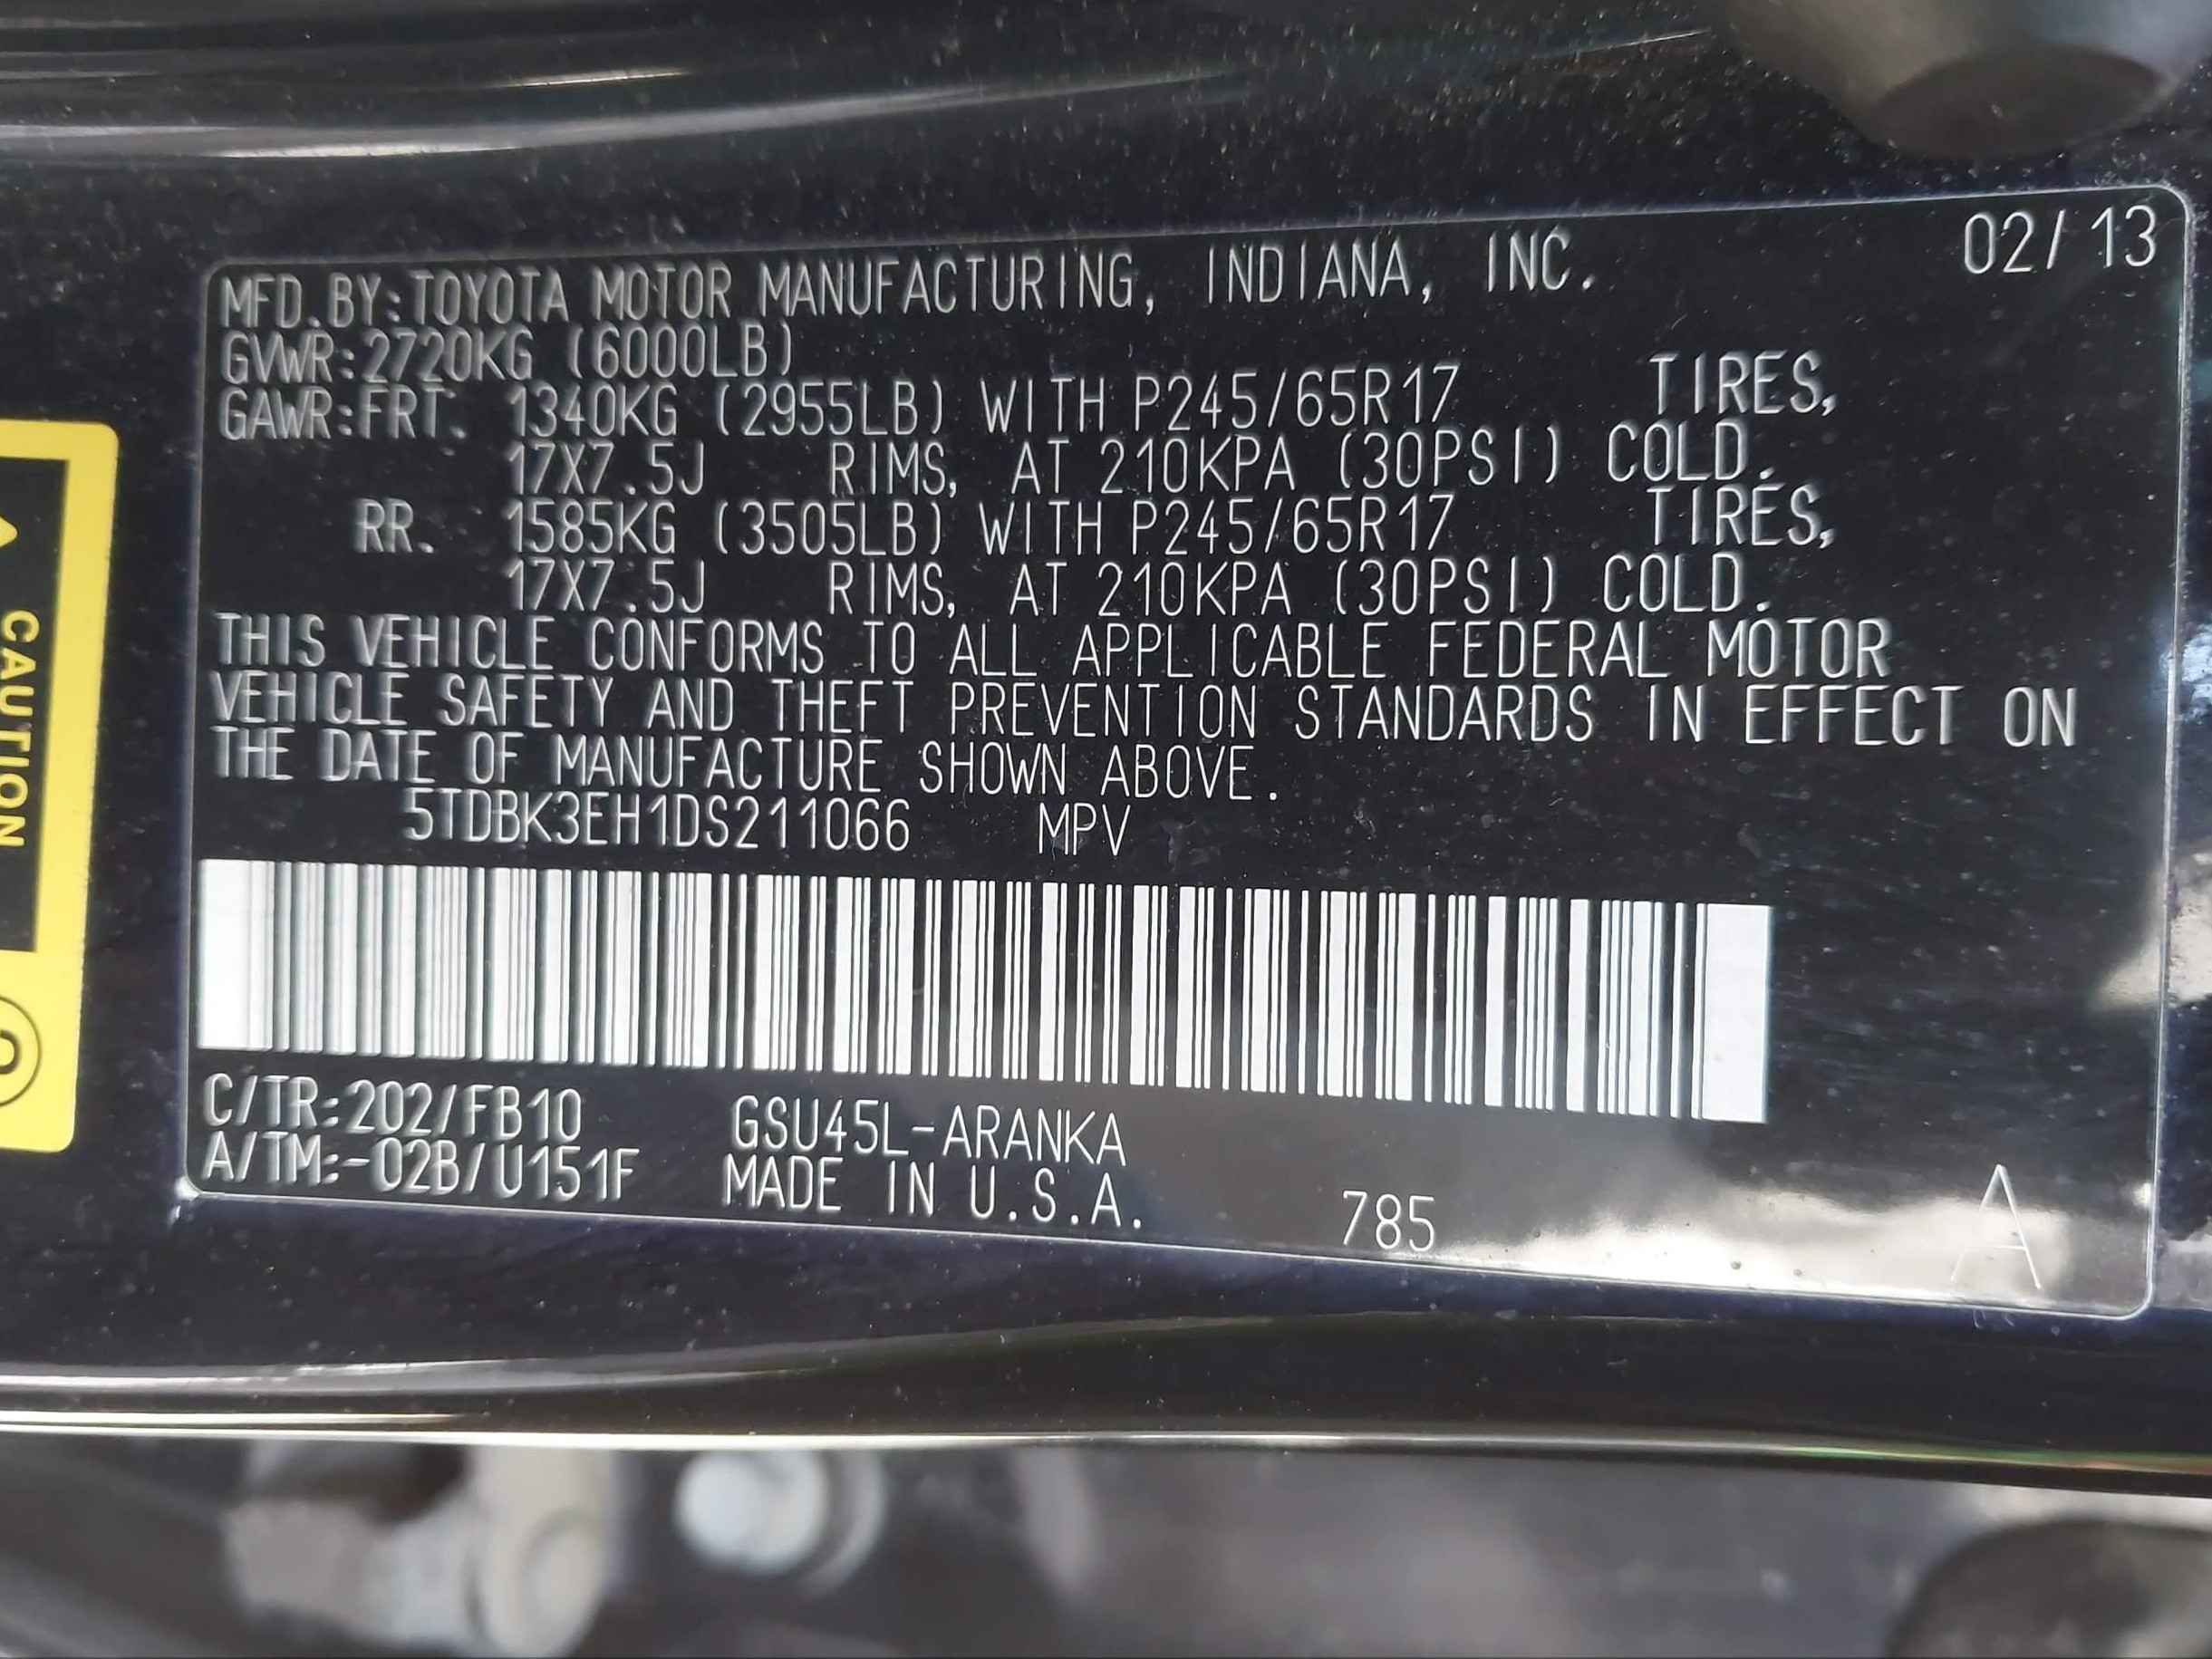 02/13
MFD.BY:TOYOTA MOTOR MANUFACTURING, INDIANA, INC.
GVWR:2720KG (6000LB)
GAWR:FRT. 1340KG (2955LB) WITH P245/65R17 TIRES,
17X7.5J RIMS, AT 210KPA (30PSI) COLD.
RR. 1585KG (3505LB) WITH P245/65R17 TIRES,
17X7.5J RIMS, AT 210KPA (30PSI) COLD.
THIS VEHICLE CONFORMS TO ALL APPLICABLE FEDERAL MOTOR
VEHICLE SAFETY AND THEFT PREVENTION STANDARDS IN EFFECT ON
THE DATE OF MANUFACTURE SHOWN ABOVE.
5TDBK3EH1DS211066 MPV
C/TR:202/FB10 GSU45L-ARANKA
A/TM:-02B/U151F MADE IN U.S.A. 785 A
CAUTION